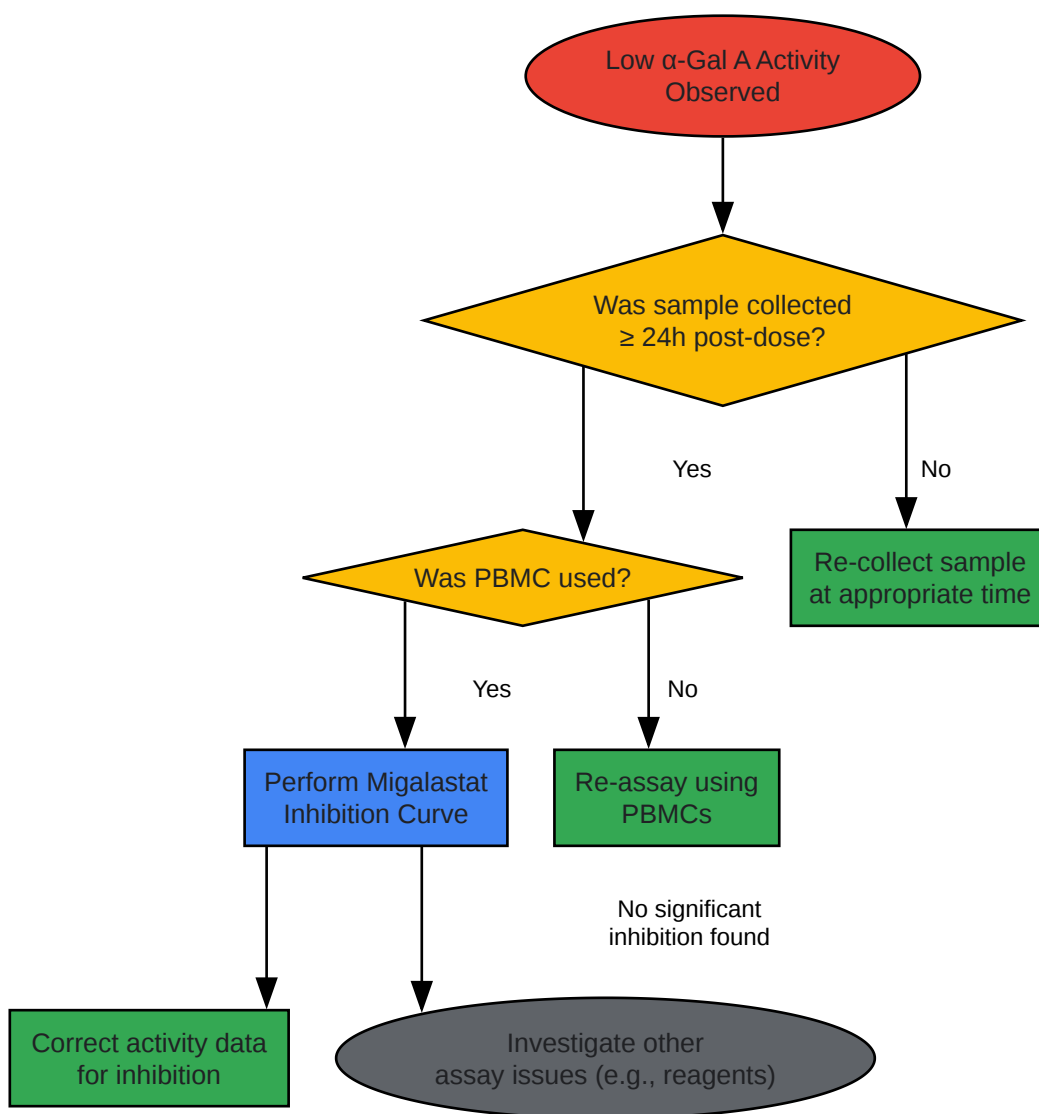 Low α-Gal A Activity
Observed
Was sample collected
≥ 24h post-dose?
Yes
No
Was PBMC used?
Re-collect sample
at appropriate time
Yes
No
Perform Migalastat
Inhibition Curve
Re-assay using
PBMCs
No significant
inhibition found
Correct activity data
for inhibition
Investigate other
assay issues (e.g., reagents)